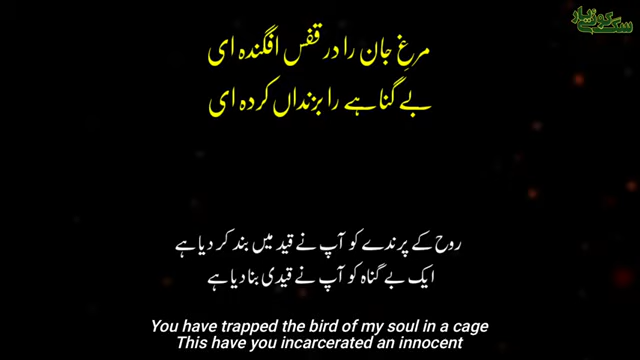 مرغِ جان را در قفس افگندہ ای
بے گناہے را بزنداں کردہ ای
روح کے پرندے کو آپ نے قید میں بند کر دیا ہے
ایک بے گناہ کو آپ نے قیدی بنا دیا ہے
You have trapped the bird of my soul in a cage
This have you incarcerated an innocent